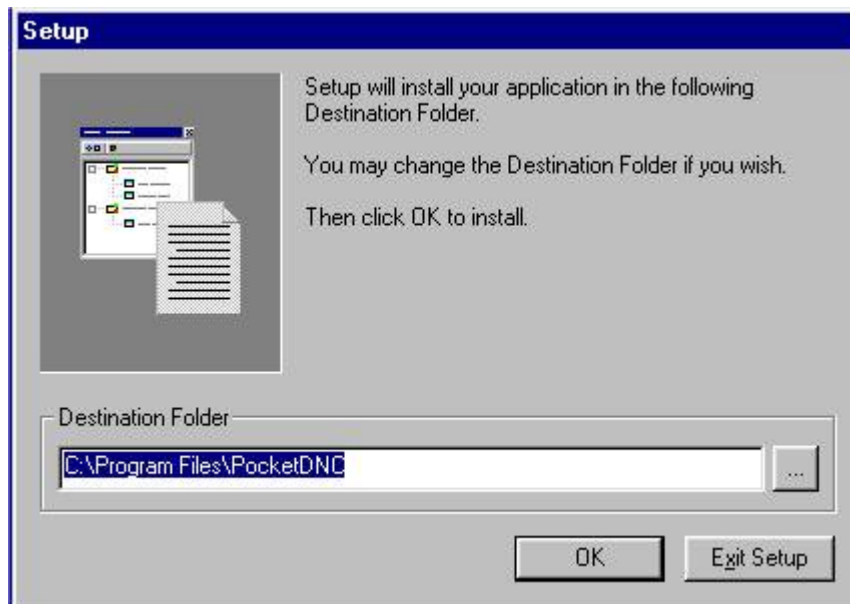 Setup
Setup will install your application in the following
Destination Folder.
You may change the Destination Folder if you wish.
Then click OK to install.
Destination Folder
C:\Program Files\PocketDNC
...
OK
Exit Setup